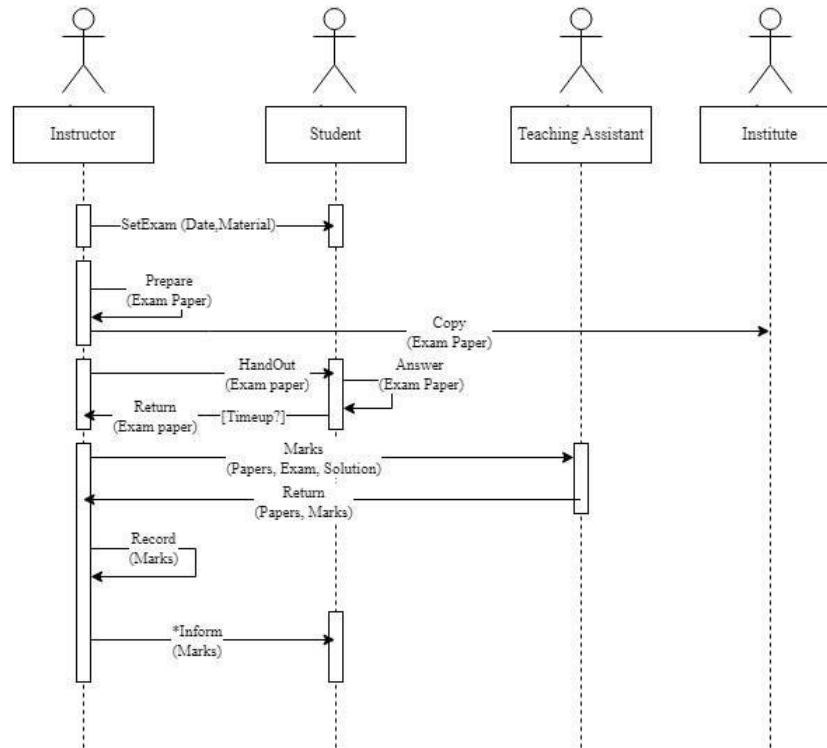 Instructor
Student
Teaching Assistant
Institute
SetExam (Date,Material)
Prepare
(Exam Paper)
Copy
(Exam Paper)
HandOut
(Exam paper)
Answer
(Exam Paper)
Return
(Exam paper)
[Timeup?]
Marks
(Papers, Exam, Solution)
Return
(Papers, Marks)
Record
(Marks)
*Inform
(Marks)